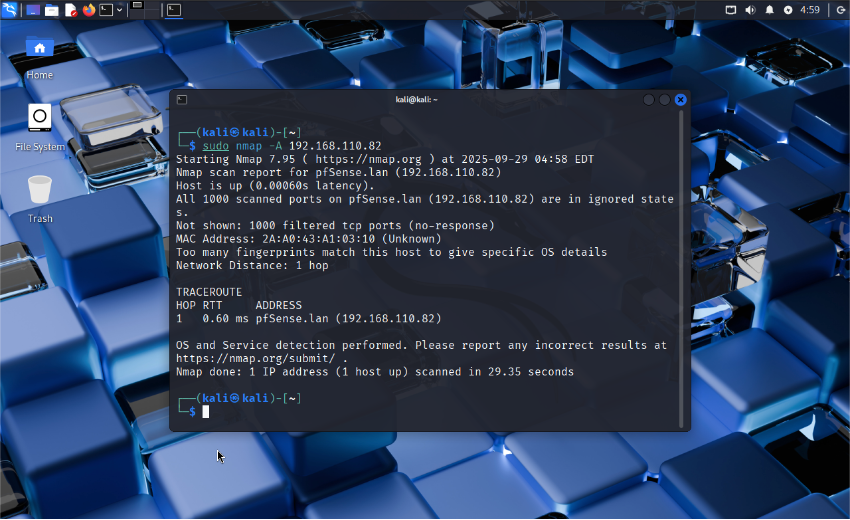 4:59
Home
File System
Trash
kali@kali: ~
┌──(kali㉿kali)-[~]
└─$ sudo nmap -A 192.168.110.82
Starting Nmap 7.95 ( https://nmap.org ) at 2025-09-29 04:58 EDT
Nmap scan report for pfSense.lan (192.168.110.82)
Host is up (0.00060s latency).
All 1000 scanned ports on pfSense.lan (192.168.110.82) are in ignored state
s.
Not shown: 1000 filtered tcp ports (no-response)
MAC Address: 2A:A0:43:A1:03:10 (Unknown)
Too many fingerprints match this host to give specific OS details
Network Distance: 1 hop
TRACEROUTE
HOP RTT     ADDRESS
1   0.60 ms pfSense.lan (192.168.110.82)
OS and Service detection performed. Please report any incorrect results at
https://nmap.org/submit/ .
Nmap done: 1 IP address (1 host up) scanned in 29.35 seconds
┌──(kali㉿kali)-[~]
└─$